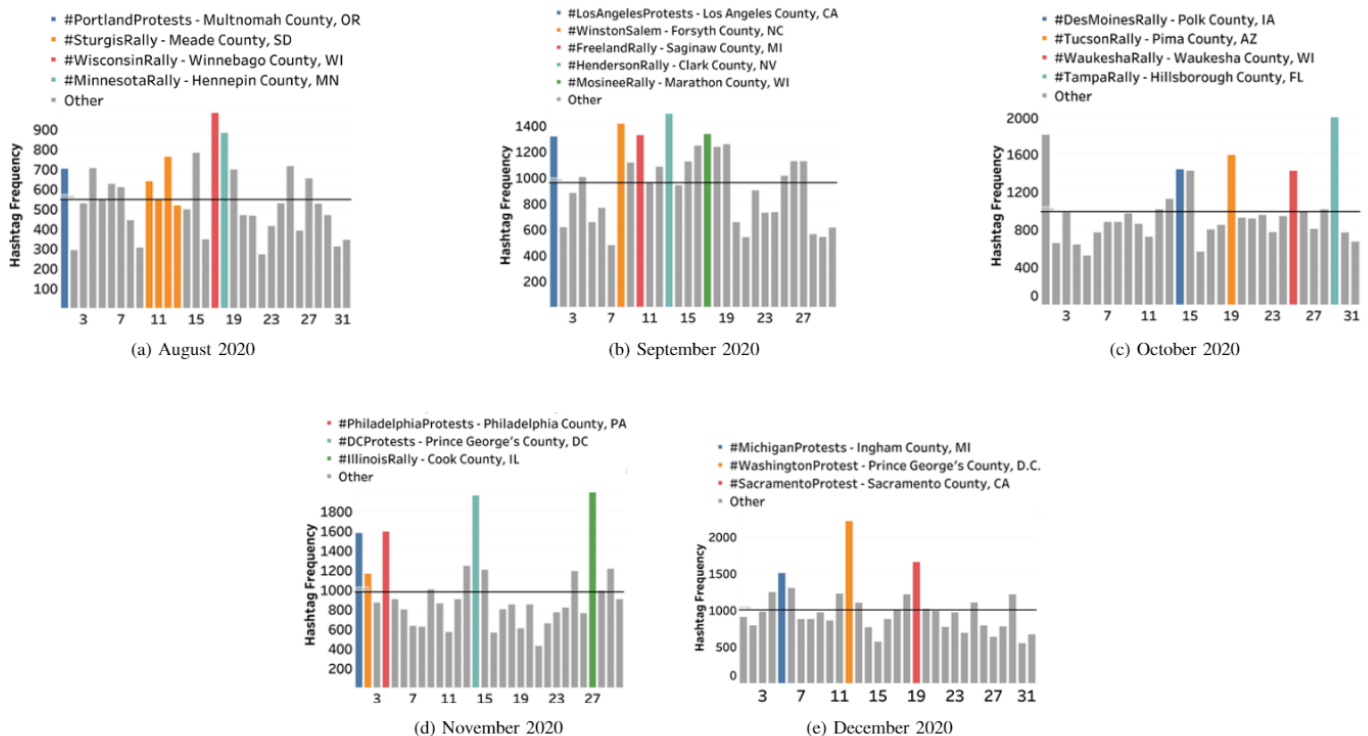 #PortlandProtests - Multnomah County, OR
#SturgisRally - Meade County, SD
#WisconsinRally - Winnebago County, WI
#MinnesotaRally - Hennepin County, MN
Other
Hashtag Frequency
900
800
700
600
500
400
300
200
100
3 7 11 15 19 23 27 31
(a) August 2020
#LosAngelesProtests - Los Angeles County, CA
#WinstonSalem - Forsyth County, NC
#FreelandRally - Saginaw County, MI
#HendersonRally - Clark County, NV
#MosineeRally - Marathon County, WI
Other
Hashtag Frequency
1400
1200
1000
800
600
400
200
3 7 11 15 19 23 27
(b) September 2020
#DesMoinesRally - Polk County, IA
#TucsonRally - Pima County, AZ
#WaukeshaRally - Waukesha County, WI
#TampaRally - Hillsborough County, FL
Other
Hashtag Frequency
2000
1600
1200
800
400
0
3 7 11 15 19 23 27 31
(c) October 2020
#PhiladelphiaProtests - Philadelphia County, PA
#DCProtests - Prince George's County, DC
#IllinoisRally - Cook County, IL
Other
Hashtag Frequency
1800
1600
1400
1200
1000
800
600
400
200
3 7 11 15 19 23 27
(d) November 2020
#MichiganProtests - Ingham County, MI
#WashingtonProtest - Prince George's County, D.C.
#SacramentoProtest - Sacramento County, CA
Other
Hashtag Frequency
2000
1500
1000
500
0
3 7 11 15 19 23 27 31
(e) December 2020